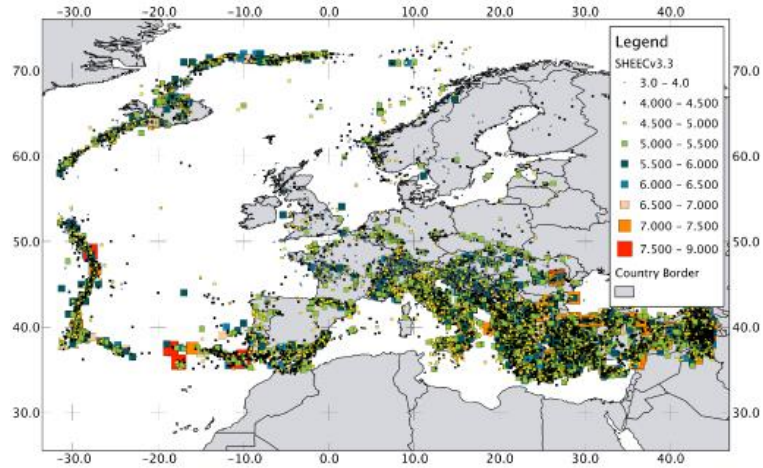 −30.0 −20.0 −10.0 0.0 10.0 20.0 30.0 40.0
Legend
SHEECv3.3
3.0 – 4.0
4.000 – 4.500
4.500 – 5.000
5.000 – 5.500
5.500 – 6.000
6.000 – 6.500
6.500 – 7.000
7.000 – 7.500
7.500 – 9.000
Country Border
70.0 70.0
60.0 60.0
50.0 50.0
40.0 40.0
30.0 30.0
−30.0 −20.0 −10.0 0.0 10.0 20.0 30.0 40.0